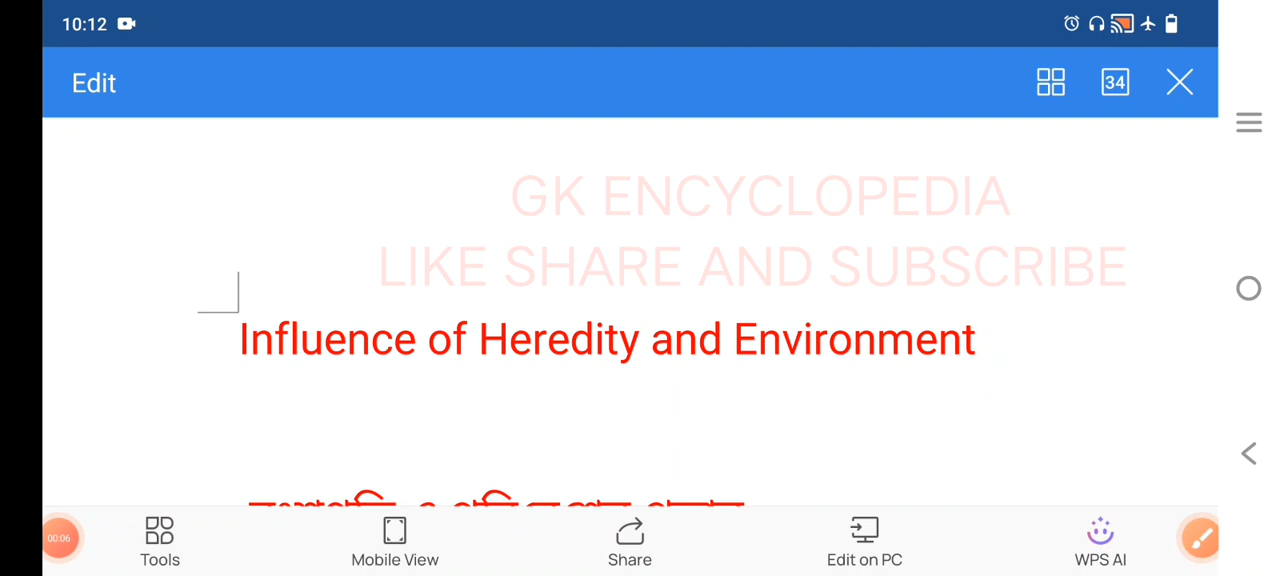 10:12
Edit
34
GK ENCYCLOPEDIA
LIKE SHARE AND SUBSCRIBE
Influence of Heredity and Environment
00:06
Tools
Mobile View
Share
Edit on PC
WPS AI